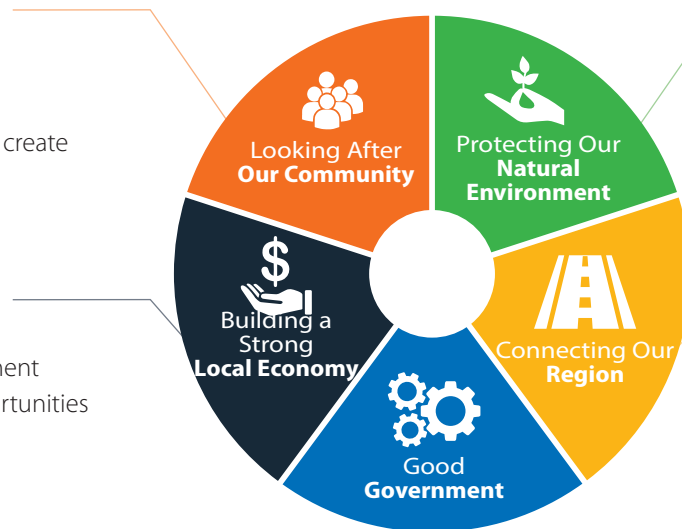 create
ment
rtunities
Looking After
Our Community
Protecting Our
Natural
Environment
$
Building a
Strong
Local Economy
Connecting Our
Region
Good
Government